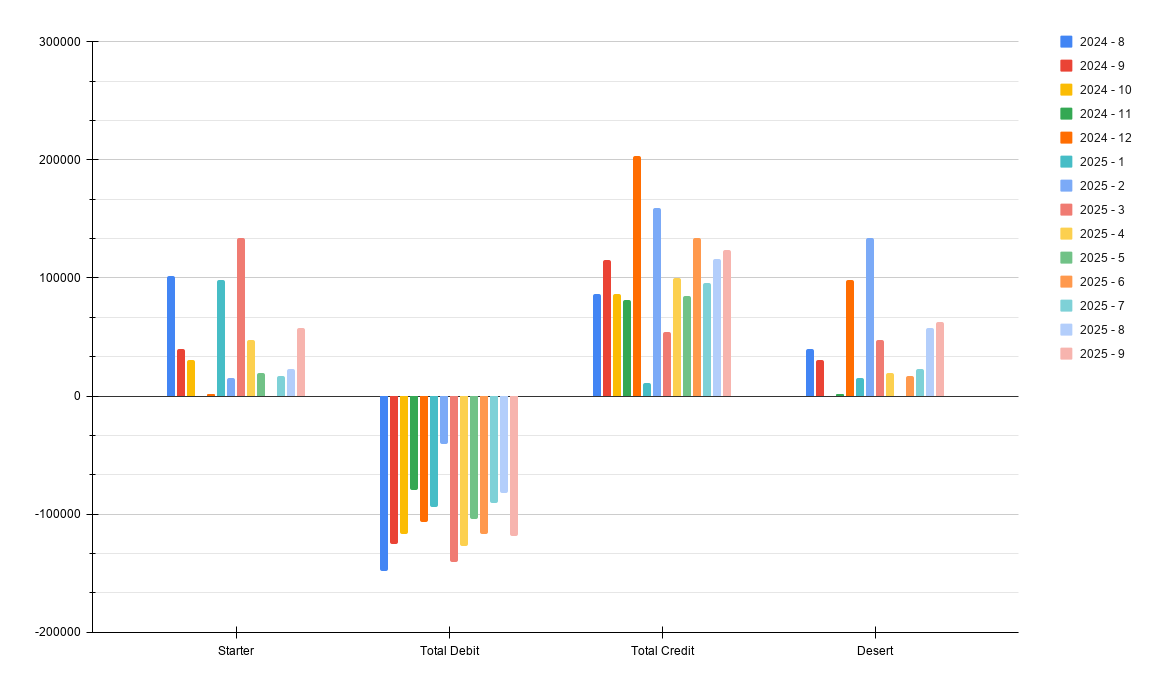 300000
200000
100000
0
-100000
-200000
Starter
Total Debit
Total Credit
Desert
2024 - 8
2024 - 9
2024 - 10
2024 - 11
2024 - 12
2025 - 1
2025 - 2
2025 - 3
2025 - 4
2025 - 5
2025 - 6
2025 - 7
2025 - 8
2025 - 9